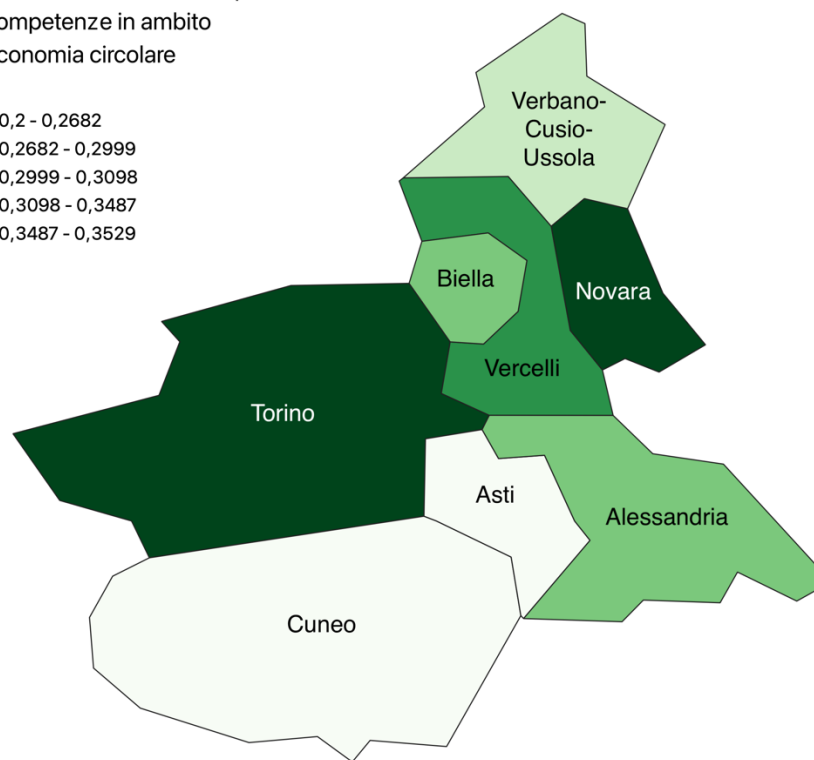 ompetenze in ambito
conomia circolare
0,2 - 0,2682
0,2682 - 0,2999
0,2999 - 0,3098
0,3098 - 0,3487
0,3487 - 0,3529
Verbano-
Cusio-
Ussola
Biella
Novara
Vercelli
Torino
Asti
Alessandria
Cuneo